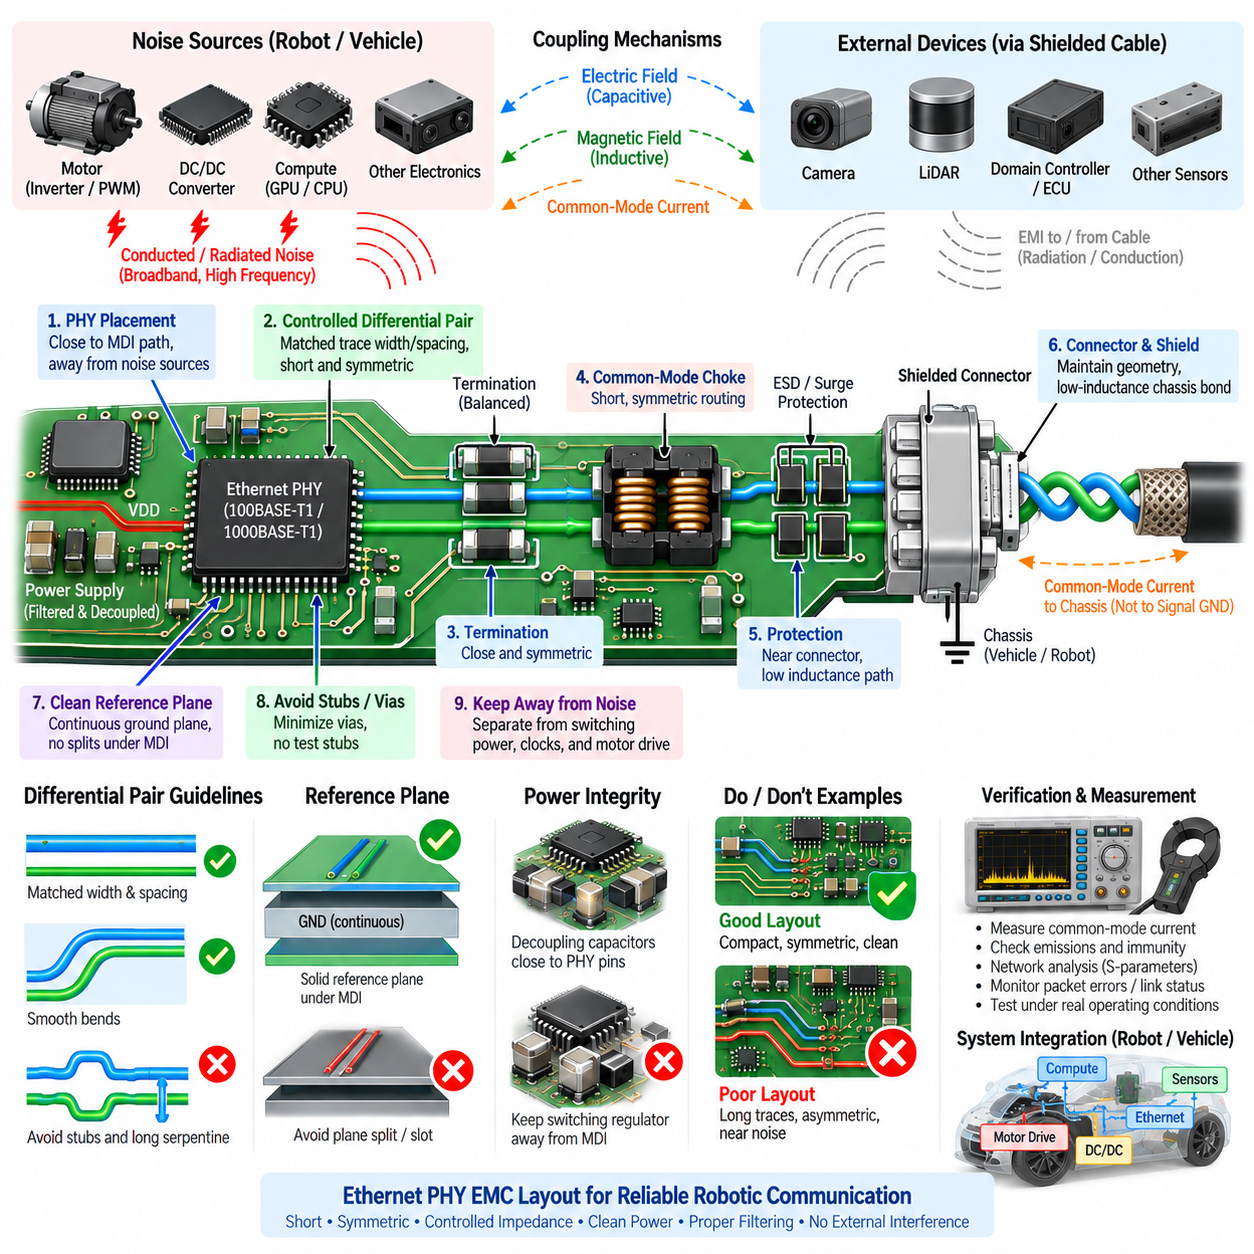 Noise Sources (Robot / Vehicle)
Motor
(Inverter / PWM)
DC/DC
Converter
Compute
(GPU / CPU)
Other Electronics
Conducted / Radiated Noise
(Broadband, High Frequency)
Coupling Mechanisms
Electric Field
(Capacitive)
Magnetic Field
(Inductive)
Common-Mode Current
External Devices (via Shielded Cable)
Camera
LiDAR
Domain Controller
/ ECU
Other Sensors
EMI to / from Cable
(Radiation / Conduction)
1. PHY Placement
Close to MDI path,
away from noise sources
2. Controlled Differential Pair
Matched trace width/spacing,
short and symmetric
Termination
(Balanced)
4. Common-Mode Choke
Short, symmetric routing
ESD / Surge
Protection
Shielded Connector
6. Connector & Shield
Maintain geometry,
low-inductance chassis bond
VDD
Ethernet PHY
(100BASE-T1 /
1000BASE-T1)
Power Supply
(Filtered & Decoupled)
Common-Mode Current
to Chassis (Not to Signal GND)
Chassis
(Vehicle / Robot)
3. Termination
Close and symmetric
5. Protection
Near connector,
low inductance path
7. Clean Reference Plane
Continuous ground plane,
no splits under MDI
8. Avoid Stubs / Vias
Minimize vias,
no test stubs
9. Keep Away from Noise
Separate from switching
power, clocks, and motor drive
Differential Pair Guidelines
Matched width & spacing
Smooth bends
Avoid stubs and long serpentine
Reference Plane
GND (continuous)
Solid reference plane
under MDI
Avoid plane split / slot
Power Integrity
Decoupling capacitors
close to PHY pins
Keep switching regulator
away from MDI
Do / Don't Examples
Good Layout
Compact, symmetric, clean
Poor Layout
Long traces, asymmetric,
near noise
Verification & Measurement
• Measure common-mode current
• Check emissions and immunity
• Network analysis (S-parameters)
• Monitor packet errors / link status
• Test under real operating conditions
System Integration (Robot / Vehicle)
Compute
Sensors
Ethernet
Motor Drive
DC/DC
Ethernet PHY EMC Layout for Reliable Robotic Communication
Short • Symmetric • Controlled Impedance • Clean Power • Proper Filtering • No External Interference